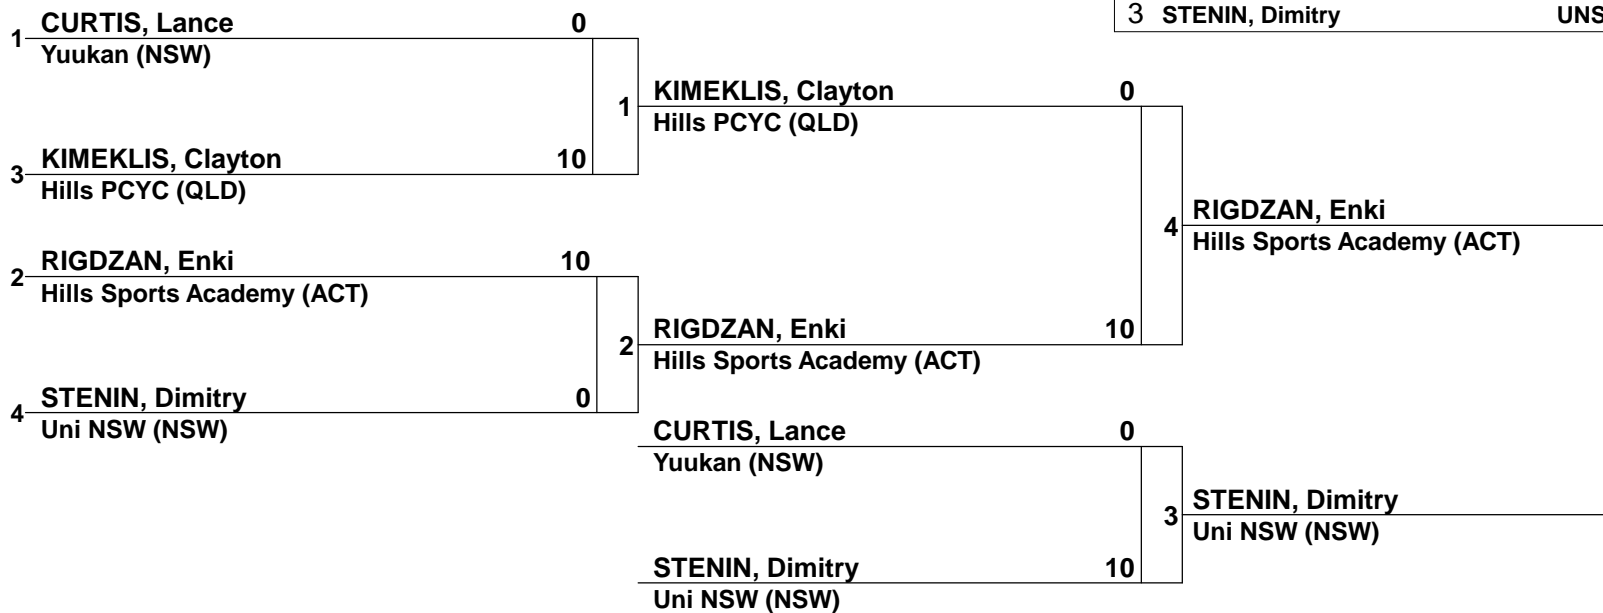 3 STENIN, Dimitry UNS
1 CURTIS, Lance 0
Yuukan (NSW)
3 KIMEKLIS, Clayton 10
Hills PCYC (QLD)
2 RIGDZAN, Enki 10
Hills Sports Academy (ACT)
4 STENIN, Dimitry 0
Uni NSW (NSW)
1
KIMEKLIS, Clayton 0
Hills PCYC (QLD)
2
RIGDZAN, Enki 10
Hills Sports Academy (ACT)
CURTIS, Lance 0
Yuukan (NSW)
STENIN, Dimitry 10
Uni NSW (NSW)
4
RIGDZAN, Enki
Hills Sports Academy (ACT)
3
STENIN, Dimitry
Uni NSW (NSW)